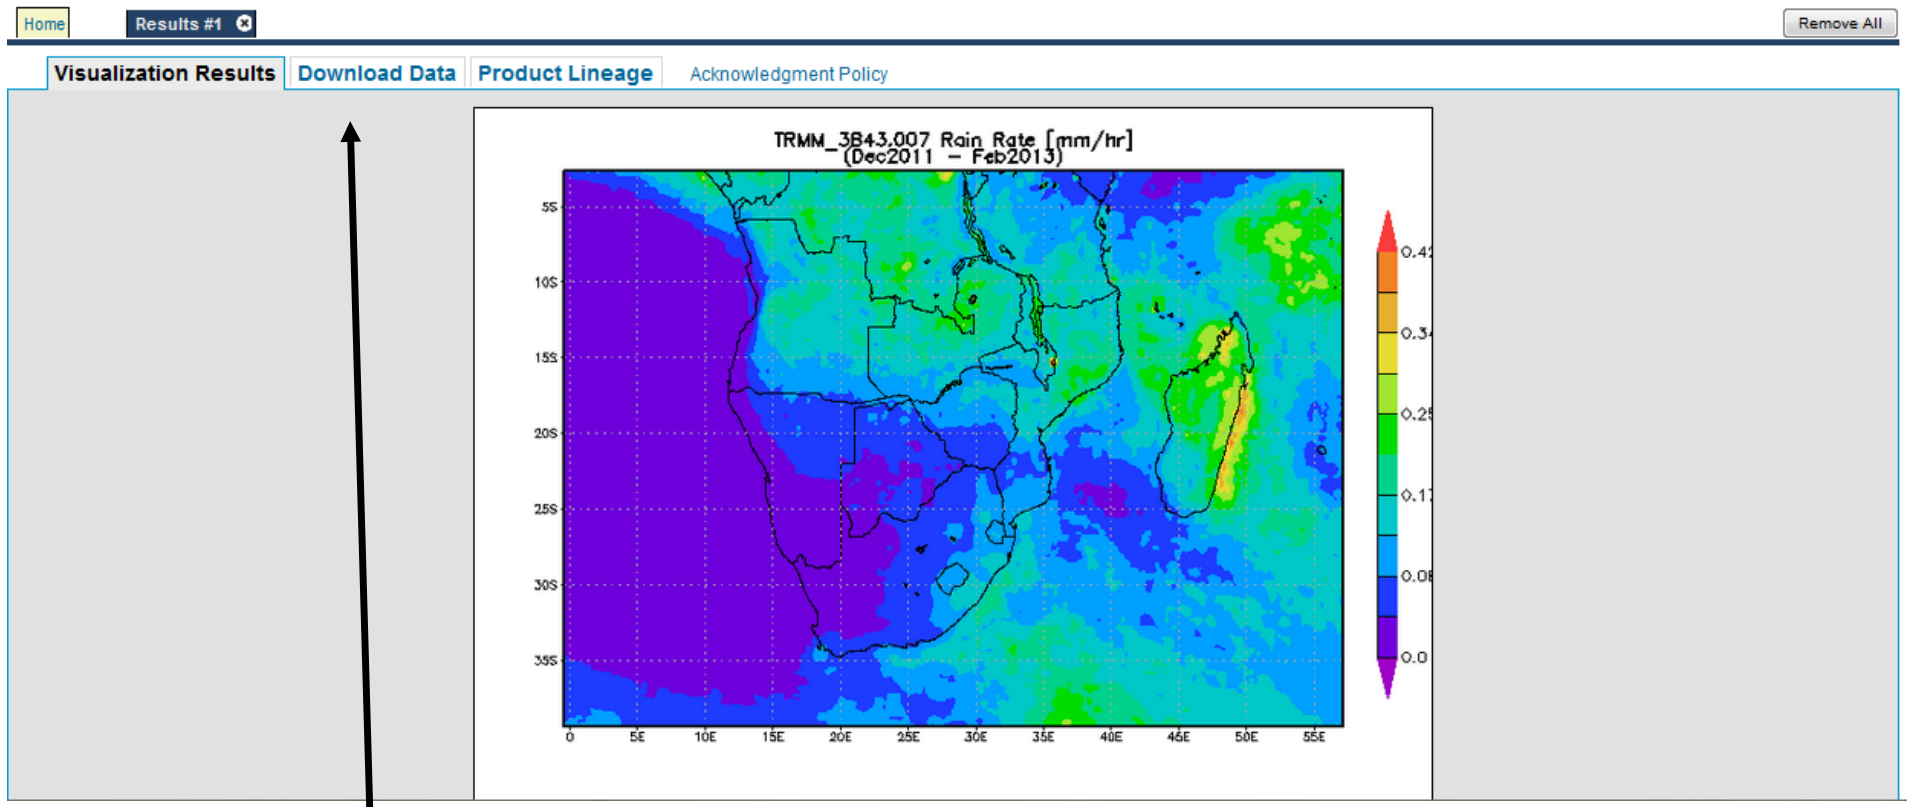 Home Results #1 Remove All
Visualization Results Download Data Product Lineage Acknowledgment Policy
TRMM_3B43.007 Rain Rate [mm/hr]
(Dec2011 – Feb2013)
5S
10S
15S
20S
25S
30S
35S
0 5E 10E 15E 20E 25E 30E 35E 40E 45E 50E 55E
0.0